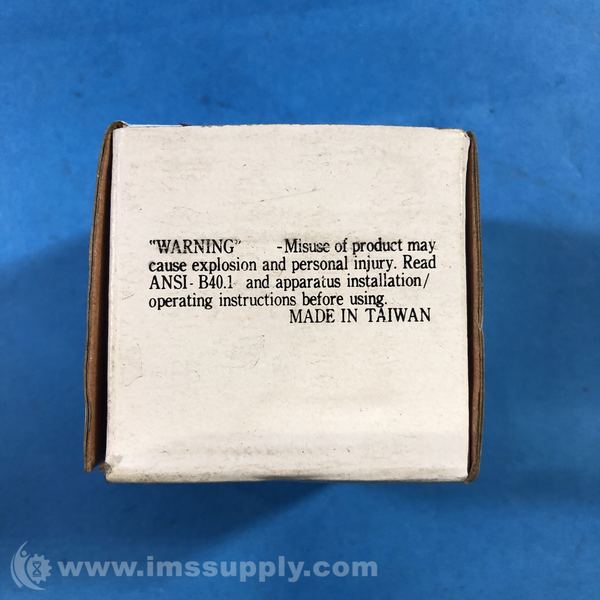 "WARNING" -Misuse of product may
cause explosion and personal injury. Read
ANSI- B40.1 and apparatus installation/
operating instructions before using.
MADE IN TAIWAN
www.imssupply.com